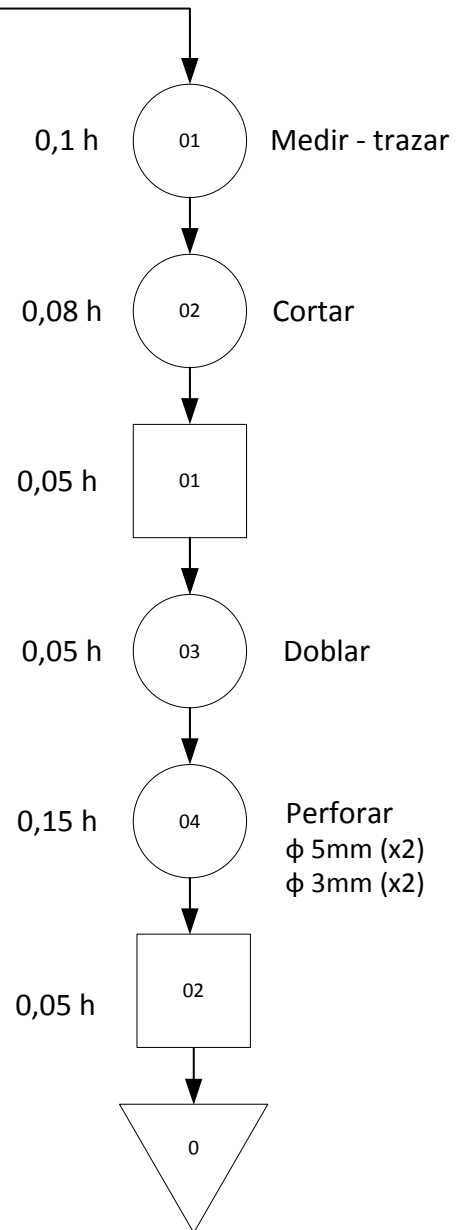 0,1 h 01 Medir - trazar
0,08 h 02 Cortar
0,05 h 01
0,05 h 03 Doblar
0,15 h 04 Perforar
ϕ 5mm (x2)
ϕ 3mm (x2)
0,05 h 02
0